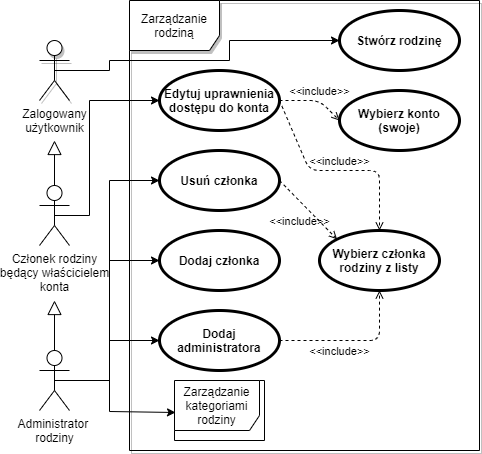 Zarządzanie
rodziną
Stwórz rodzinę
Zalogowany
użytkownik
Edytuj uprawnienia
dostępu do konta
<<include>>
Wybierz konto
(swoje)
<<include>>
Usuń członka
<<include>>
Członek rodziny
będący właścicielem
konta
Dodaj członka
Wybierz członka
rodziny z listy
Dodaj
administratora
<<include>>
Administrator
rodziny
Zarządzanie
kategoriami
rodziny